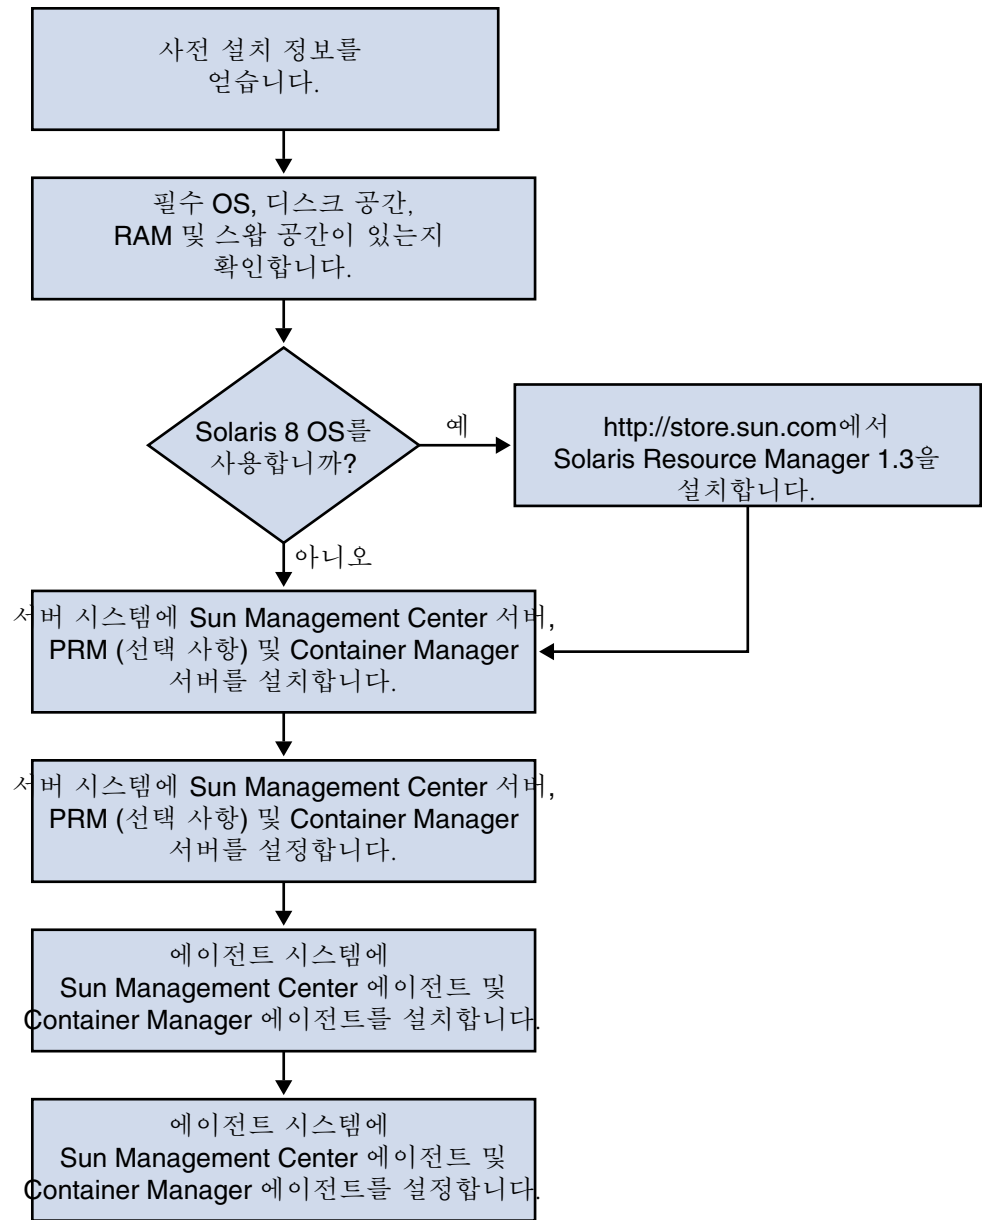 사전 설치 정보를
얻습니다.
필수 OS, 디스크 공간,
RAM 및 스왑 공간이 있는지
확인합니다.
Solaris 8 OS를
사용합니까?
예
http://store.sun.com에서
Solaris Resource Manager 1.3을
설치합니다.
아니오
서버 시스템에 Sun Management Center 서버,
PRM (선택 사항) 및 Container Manager
서버를 설치합니다.
서버 시스템에 Sun Management Center 서버,
PRM (선택 사항) 및 Container Manager
서버를 설정합니다.
에이전트 시스템에
Sun Management Center 에이전트 및
Container Manager 에이전트를 설치합니다.
에이전트 시스템에
Sun Management Center 에이전트 및
Container Manager 에이전트를 설정합니다.